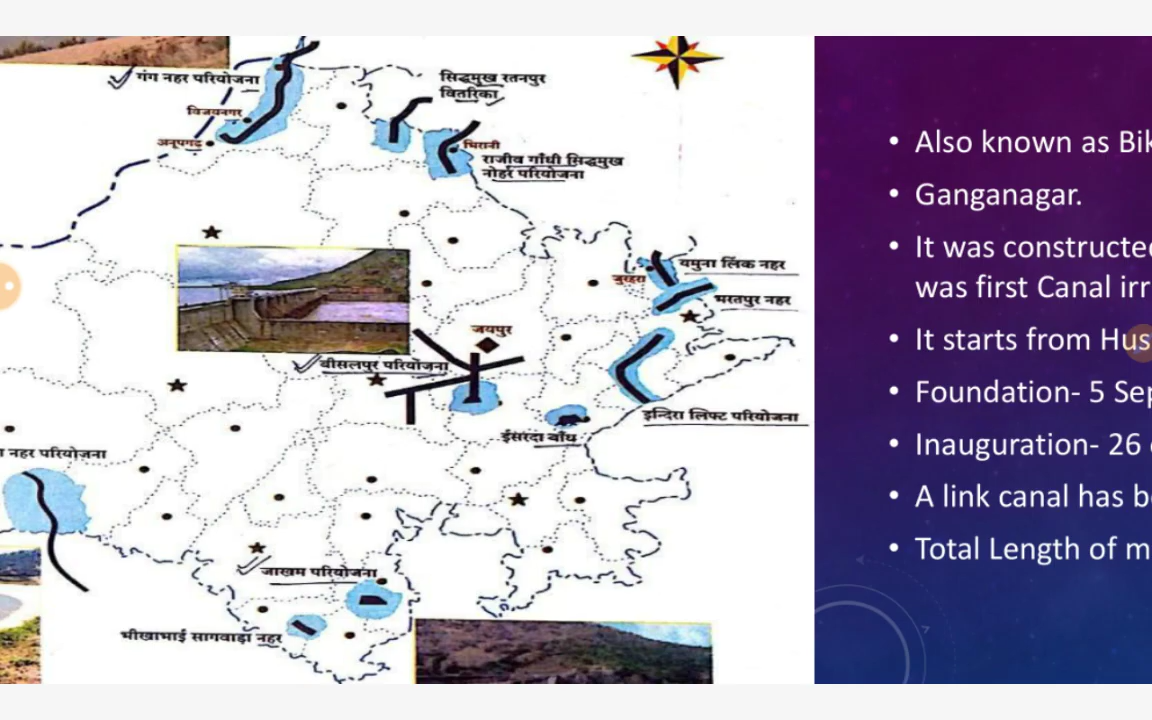 गंग नहर परियोजना
सिद्धमुख रतनपुर
वितरिका
विजयनगर
अनूपगढ़
भिरानी
राजीव गाँधी सिद्धमुख
नोहर परियोजना
यमुना लिंक नहर
जुरहरा
भरतपुर नहर
जयपुर
बीसलपुर परियोजना
इन्दिरा लिफ्ट परियोजना
ईसरदा बाँध
नहर परियोजना
जाखम परियोजना
भीखाभाई सागवाड़ा नहर
• Also known as Bik
• Ganganagar.
• It was constructed
was first Canal irr
• It starts from Hus
• Foundation- 5 Sep
• Inauguration- 26
• A link canal has b
• Total Length of m